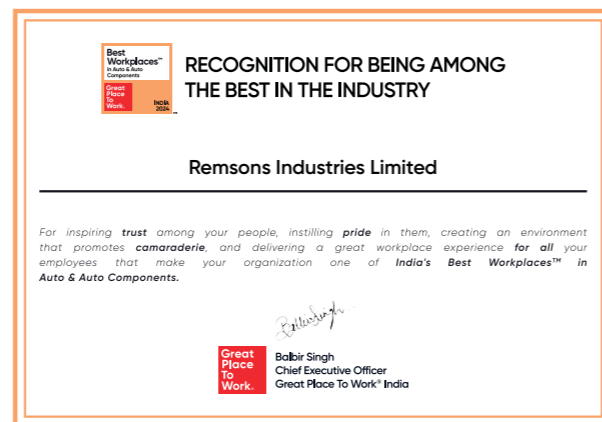 Best
Workplaces™
in Auto & Auto
Components
Great
Place
To
Work.
INDIA
2024
RECOGNITION FOR BEING AMONG
THE BEST IN THE INDUSTRY
Remsons Industries Limited
For inspiring trust among your people, instilling pride in them, creating an environment
that promotes camaraderie, and delivering a great workplace experience for all your
employees that make your organization one of India's Best Workplaces™ in
Auto & Auto Components.
Balbir Singh
Great
Place
To
Work.
Balbir Singh
Chief Executive Officer
Great Place To Work® India